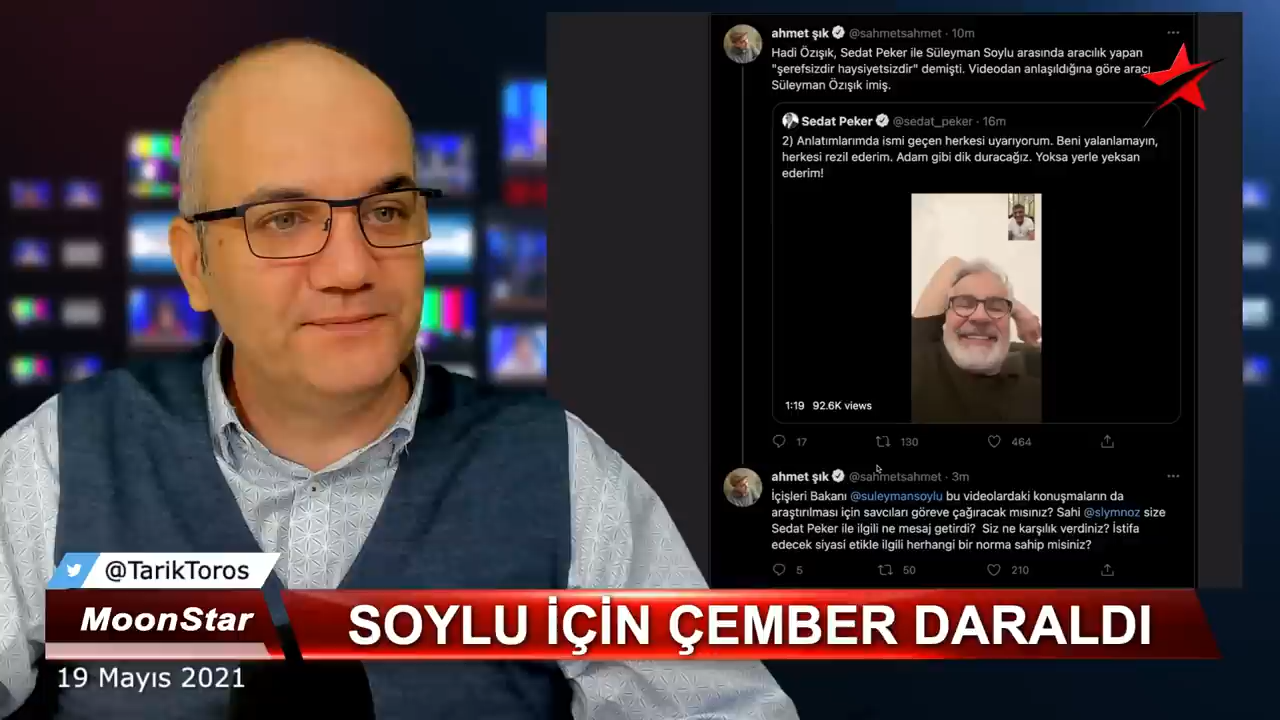 ahmet şık @sahmetsahmet · 10m
Hadi Özışık, Sedat Peker ile Süleyman Soylu arasında aracılık yapan
"şerefsizdir haysiyetsizdir" demişti. Videodan anlaşıldığına göre aracı
Süleyman Özışık imiş.
Sedat Peker @sedat_peker · 16m
2) Anlatımlarımda ismi geçen herkesi uyarıyorum. Beni yalanlamayın,
herkesi rezil ederim. Adam gibi dik duracağız. Yoksa yerle yeksan
ederim!
1:19 92.6K views
17 130 464
ahmet şık @sahmetsahmet · 3m
İçişleri Bakanı @suleymansoylu bu videolardaki konuşmaların da
araştırılması için savcıları göreve çağıracak mısınız? Sahi @slymnoz size
Sedat Peker ile ilgili ne mesaj getirdi? Siz ne karşılık verdiniz? İstifa
edecek siyasi etikle ilgili herhangi bir norma sahip misiniz?
5 50 210
@TarikToros
MoonStar
SOYLU İÇİN ÇEMBER DARALDI
19 Mayıs 2021